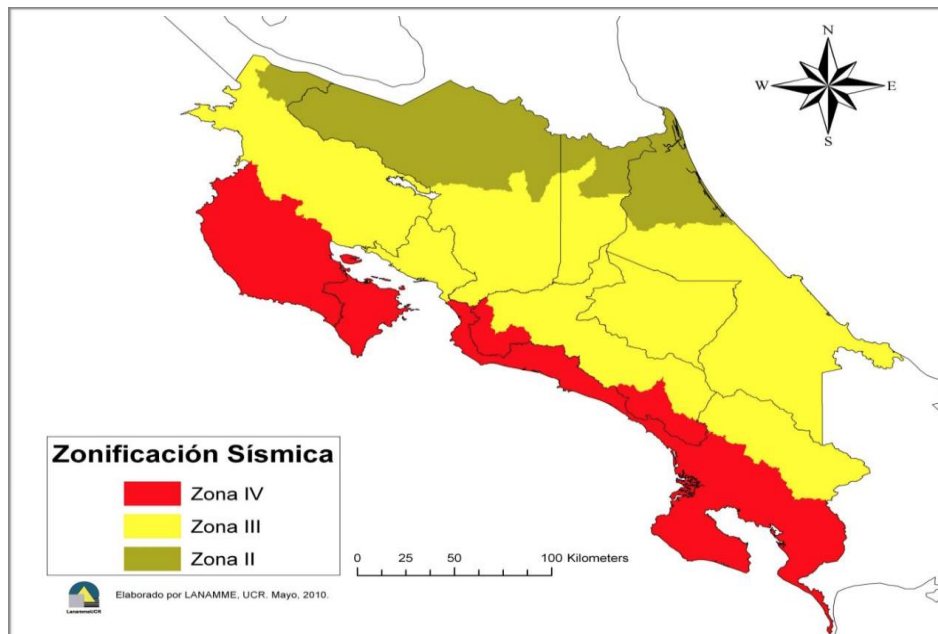 N
W E
S
Zonificación Sísmica
Zona IV
Zona III
Zona II
0 25 50 100 Kilometers
Elaborado por LANAMME, UCR. Mayo, 2010.
LanammeUCR